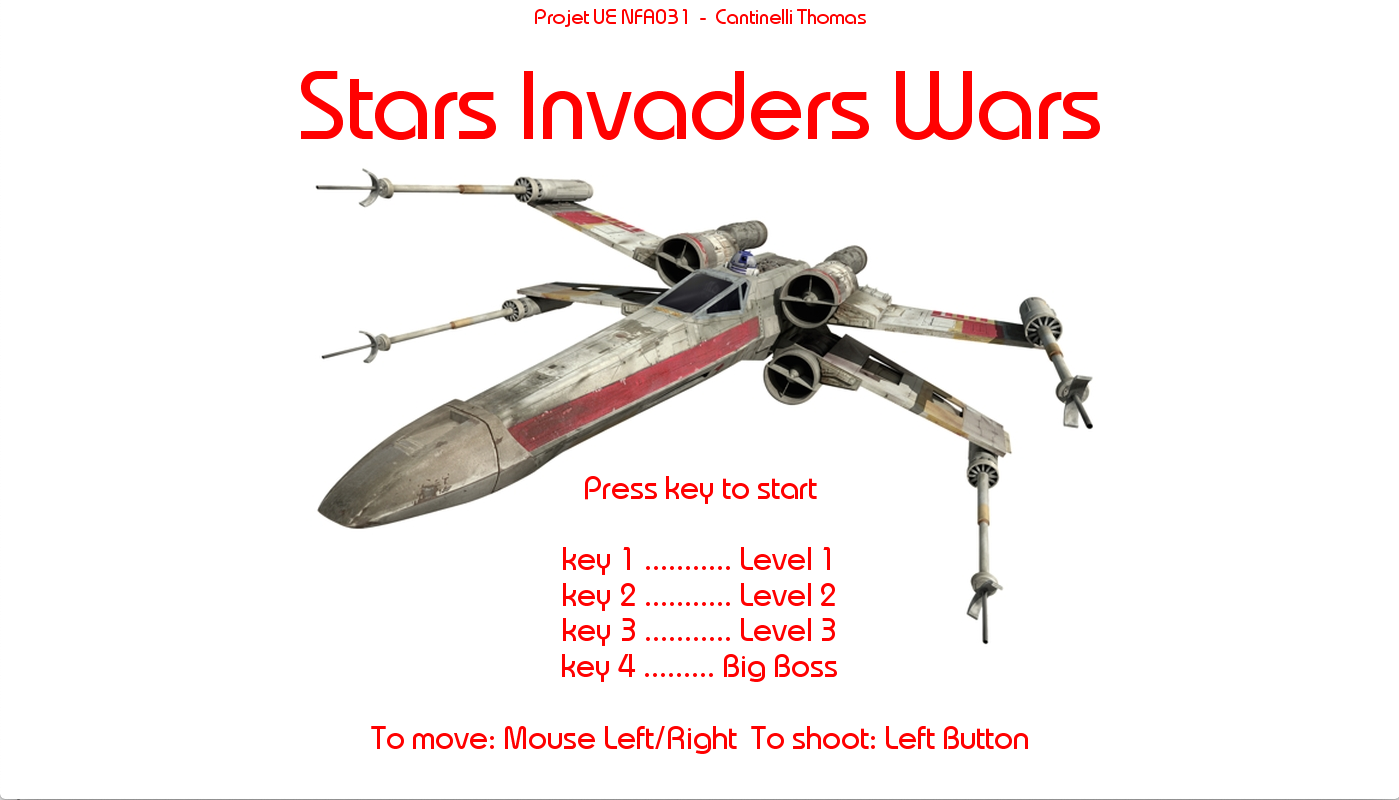 Projet UE NFA031 - Cantinelli Thomas
Stars Invaders Wars
Press key to start
key 1 ........... Level 1
key 2 ........... Level 2
key 3 ........... Level 3
key 4 ......... Big Boss
To move: Mouse Left/Right To shoot: Left Button